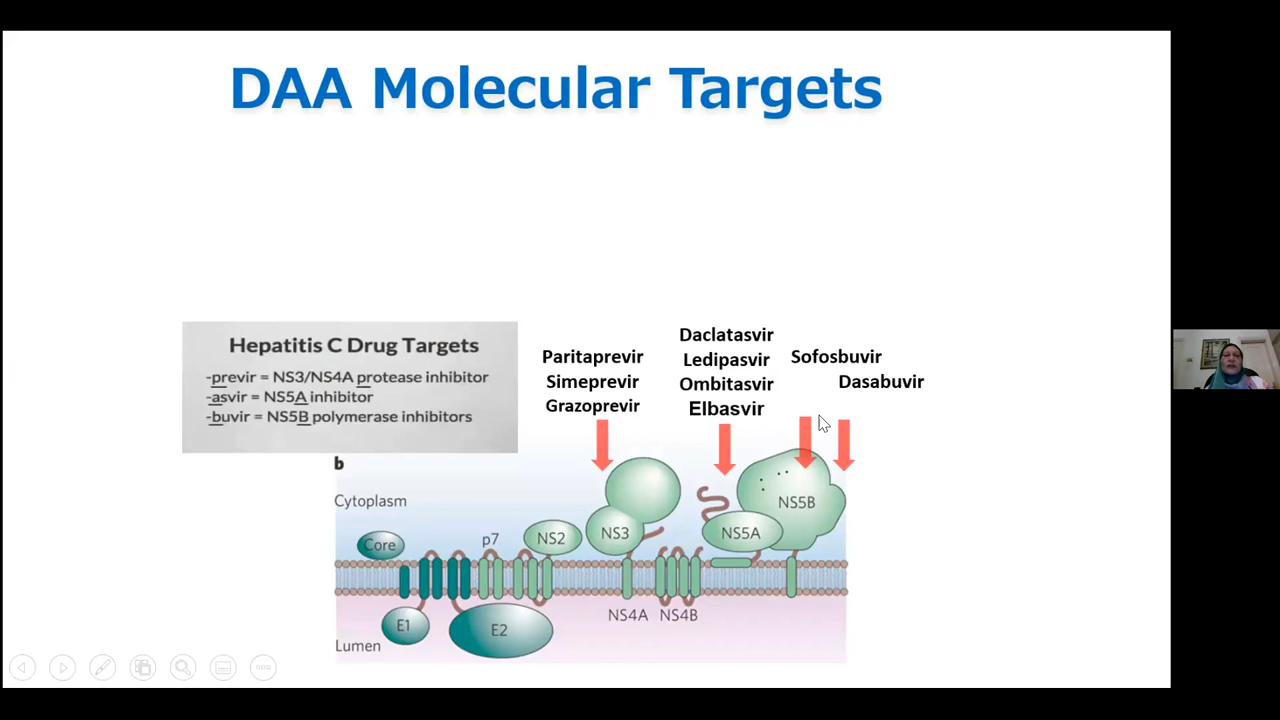 DAA Molecular Targets
Hepatitis C Drug Targets
-previr = NS3/NS4A protease inhibitor
-asvir = NS5A inhibitor
-buvir = NS5B polymerase inhibitors
Paritaprevir
Simeprevir
Grazoprevir
Daclatasvir
Ledipasvir
Ombitasvir
Elbasvir
Sofosbuvir
Dasabuvir
b
Cytoplasm
Core
p7
NS2
NS3
NS5A
NS5B
NS4A
NS4B
E1
E2
Lumen